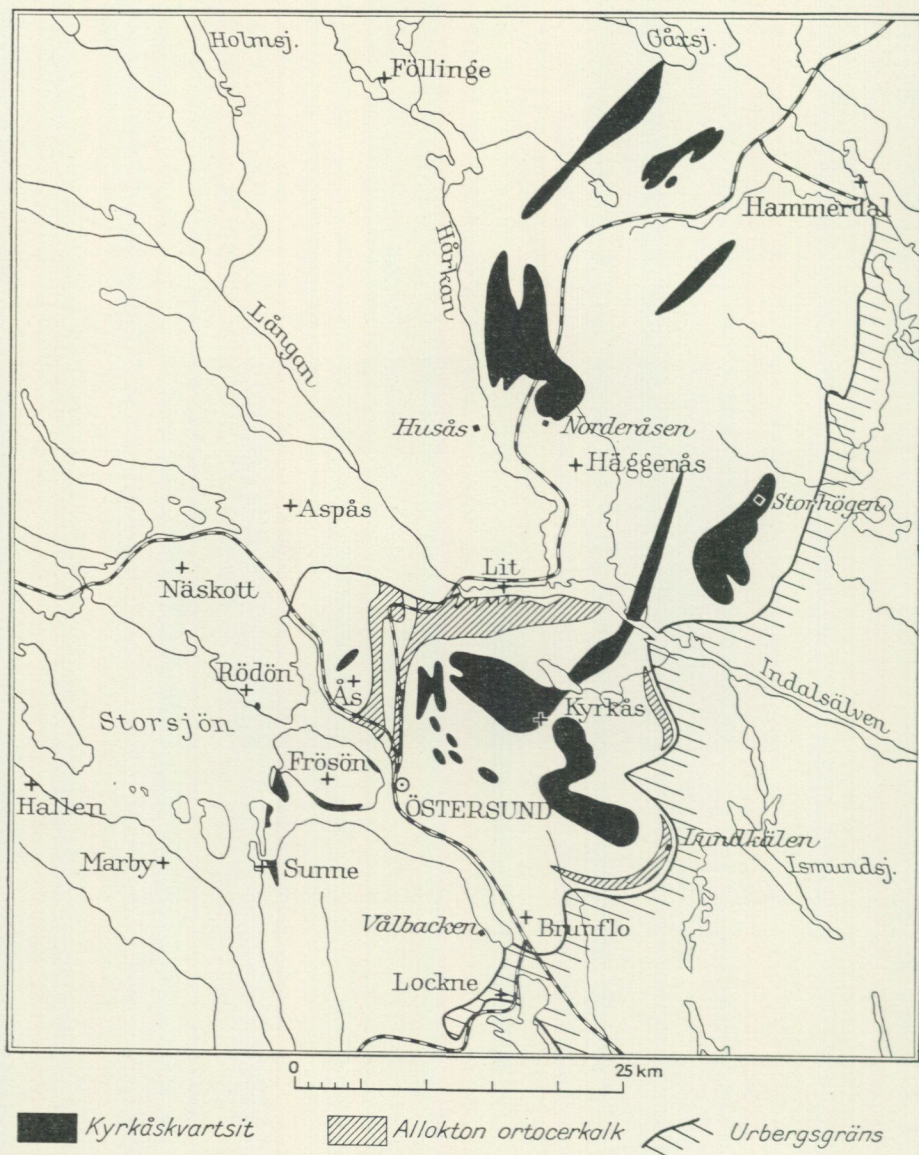 Holmsj.
Gåxsj.
Föllinge
Hammerdal
Hårkan
Långan
Husås
Norderåsen
Häggenås
Aspås
Storhögen
Lit
Näskott
Indalsälven
Rödön
Ås
Kyrkås
Storsjön
Frösön
ÖSTERSUND
Hallen
Lundkälen
Marby
Sunne
Ismundsj.
Vålbacken
Brunflo
Lockne
0 25 km
Kyrkåskvartsit Allokton ortocerkalk Urbergsgräns